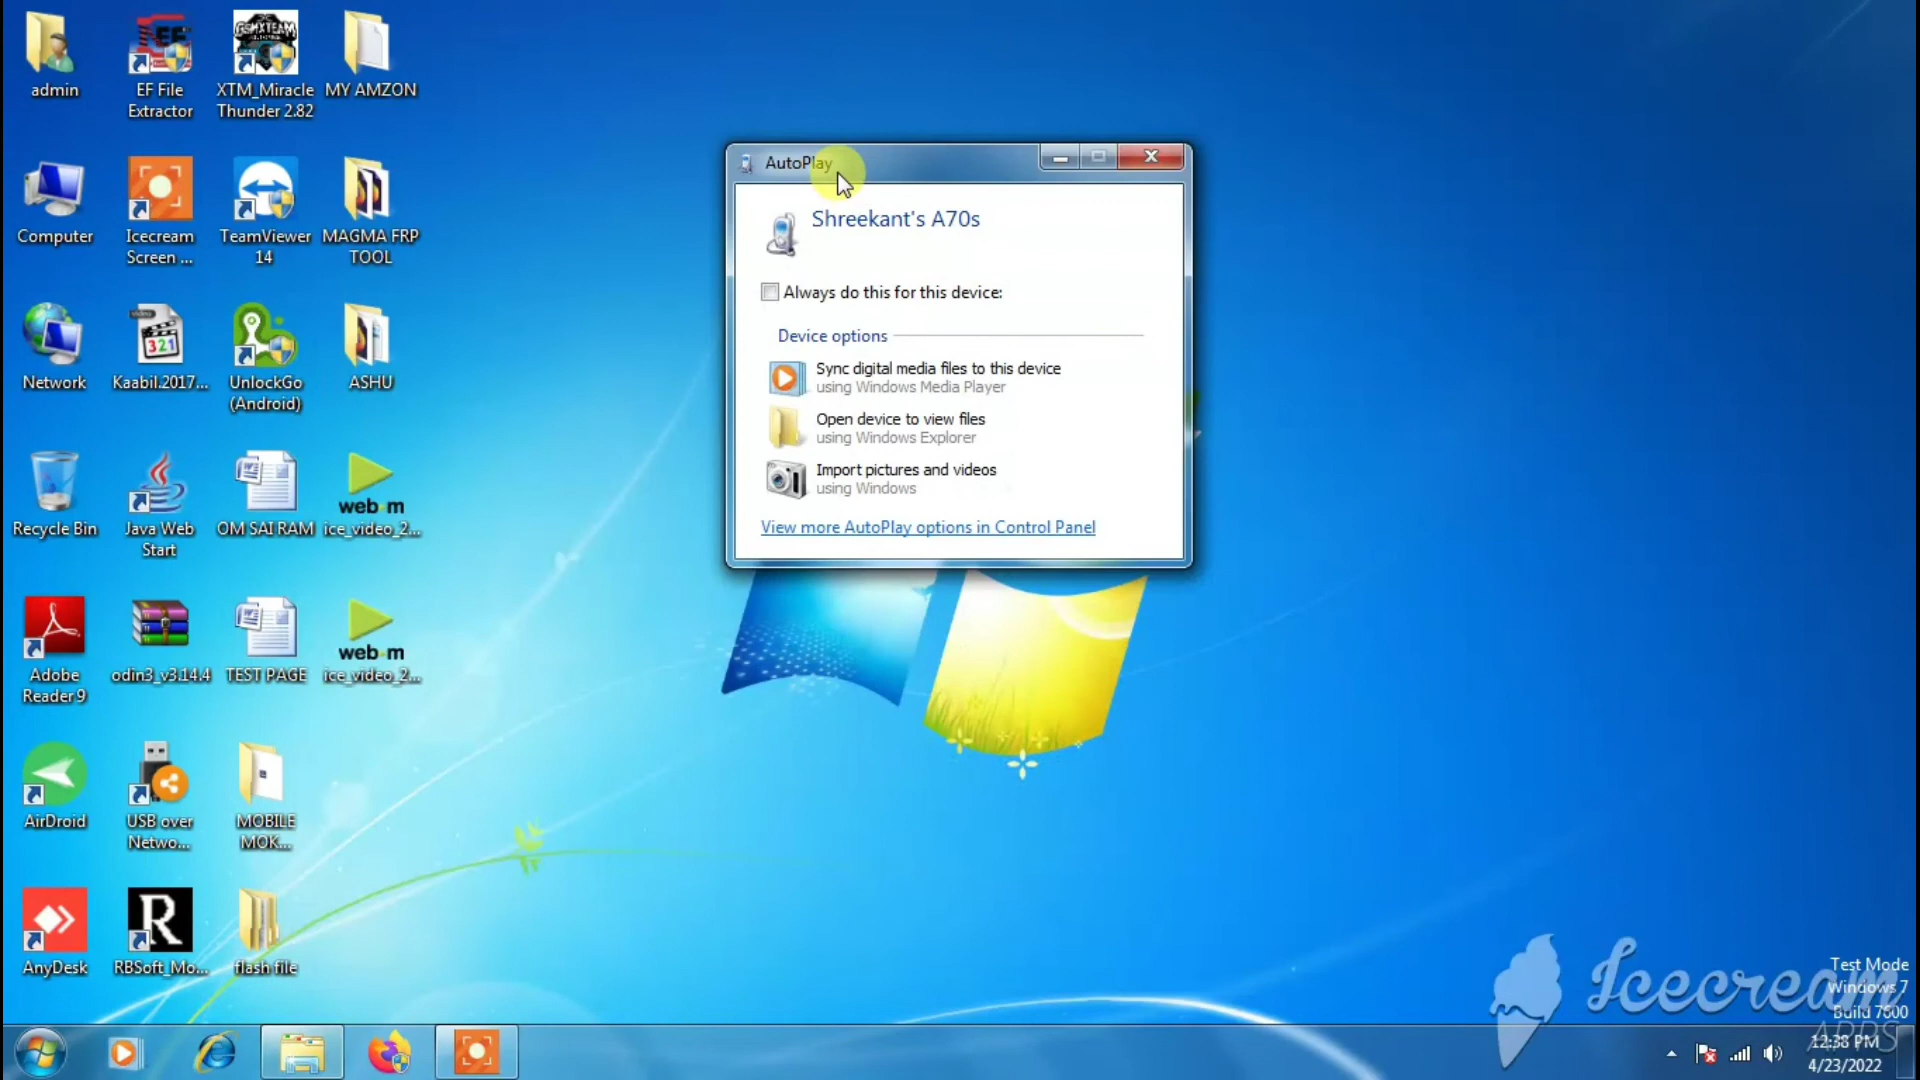 admin
EF File
Extractor
GSMXTEAM
XTM_Miracle
Thunder 2.82
MY AMZON
Computer
Icecream
Screen ...
TeamViewer
14
MAGMA FRP
TOOL
Network
video
321
Kaabil.2017...
UnlockGo
(Android)
ASHU
Recycle Bin
Java Web
Start
OM SAI RAM
web m
ice_video_2...
Adobe
Reader 9
odin3_v3.14.4
TEST PAGE
web m
ice_video_2...
AirDroid
USB over
Netwo...
MOBILE
MOK...
AnyDesk
R
RBSoft_Mo...
flash file
AutoPlay
Shreekant's A70s
Always do this for this device:
Device options
Sync digital media files to this device
using Windows Media Player
Open device to view files
using Windows Explorer
Import pictures and videos
using Windows
View more AutoPlay options in Control Panel
Icecream
APPS
Test Mode
Windows 7
Build 7600
12:38 PM
4/23/2022